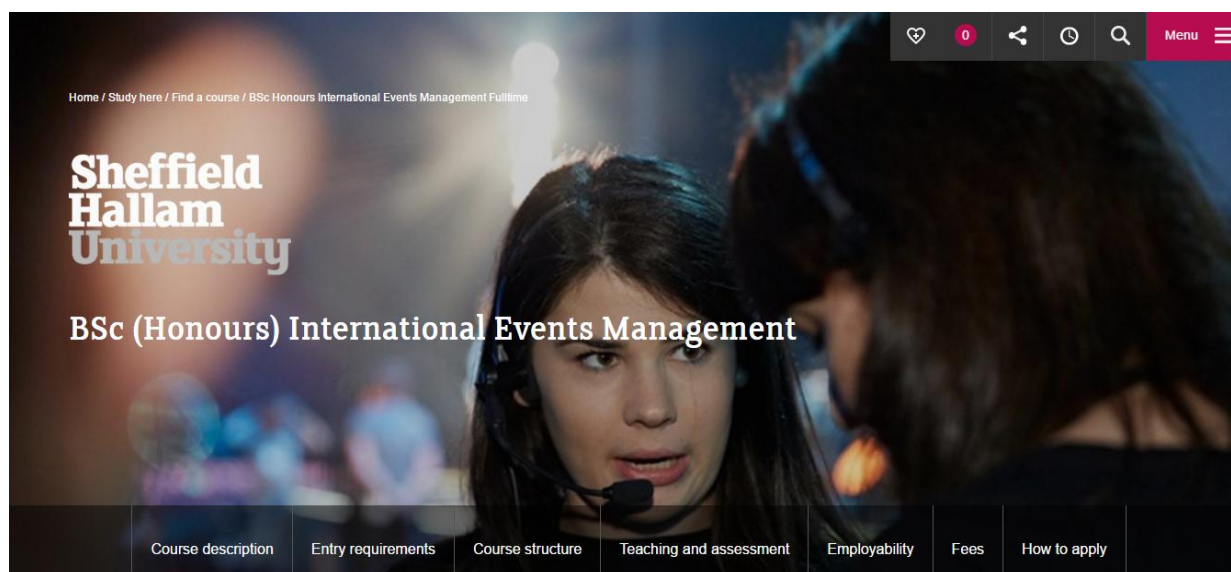 0
Menu
Home / Study here / Find a course / BSc Honours International Events Management Fulltime
Sheffield
Hallam
University
BSc (Honours) International Events Management
Course description Entry requirements Course structure Teaching and assessment Employability Fees How to apply